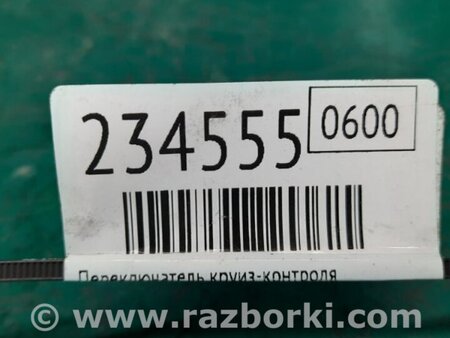 234555 0600
Переключатель круиз-контроля
© www.razborki.com